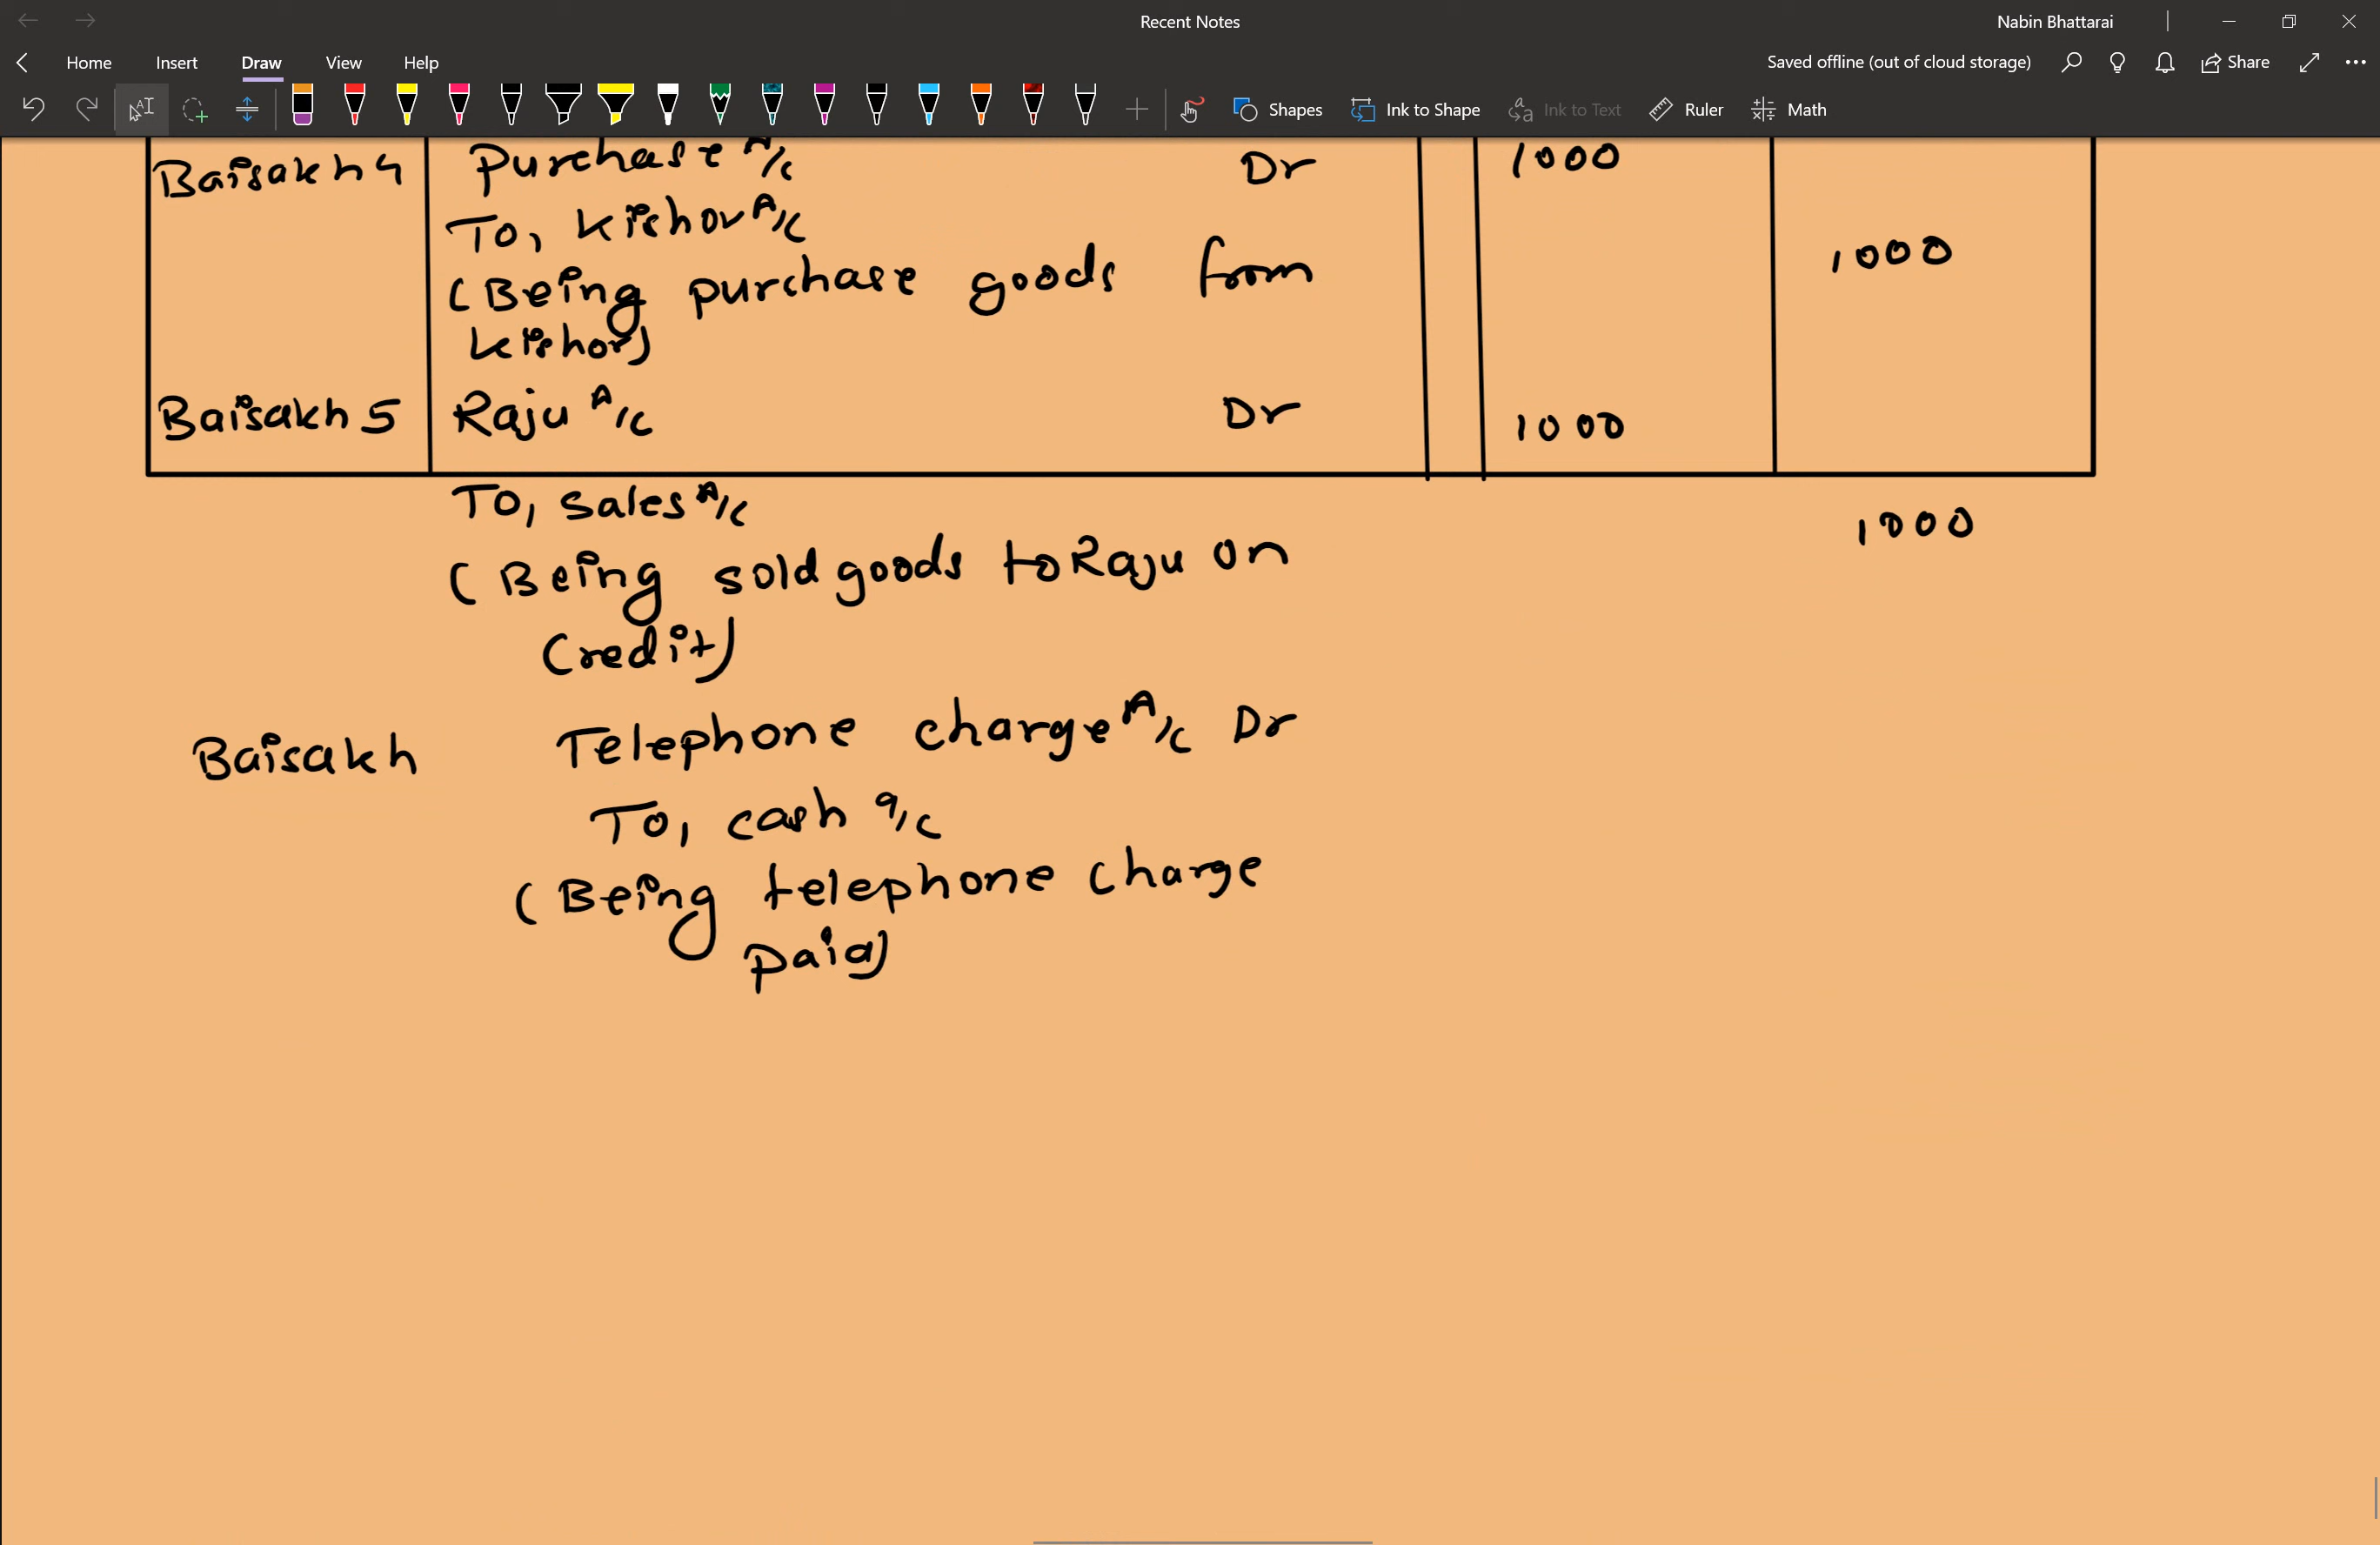 Recent Notes
Nabin Bhattarai
Home Insert Draw View Help
Saved offline (out of cloud storage)
Share
Shapes Ink to Shape Ink to Text Ruler Math
Baisakh 4 Purchase A/c Dr 1000
To, Kishor A/c
1000
(Being purchase goods from
Kishor)
Baisakh 5 Raju A/c Dr 1000
To, Sales A/c
1000
(Being sold goods to Raju on
Credit)
Baisakh Telephone charge A/c Dr
To, cash a/c
(Being telephone charge
paid)